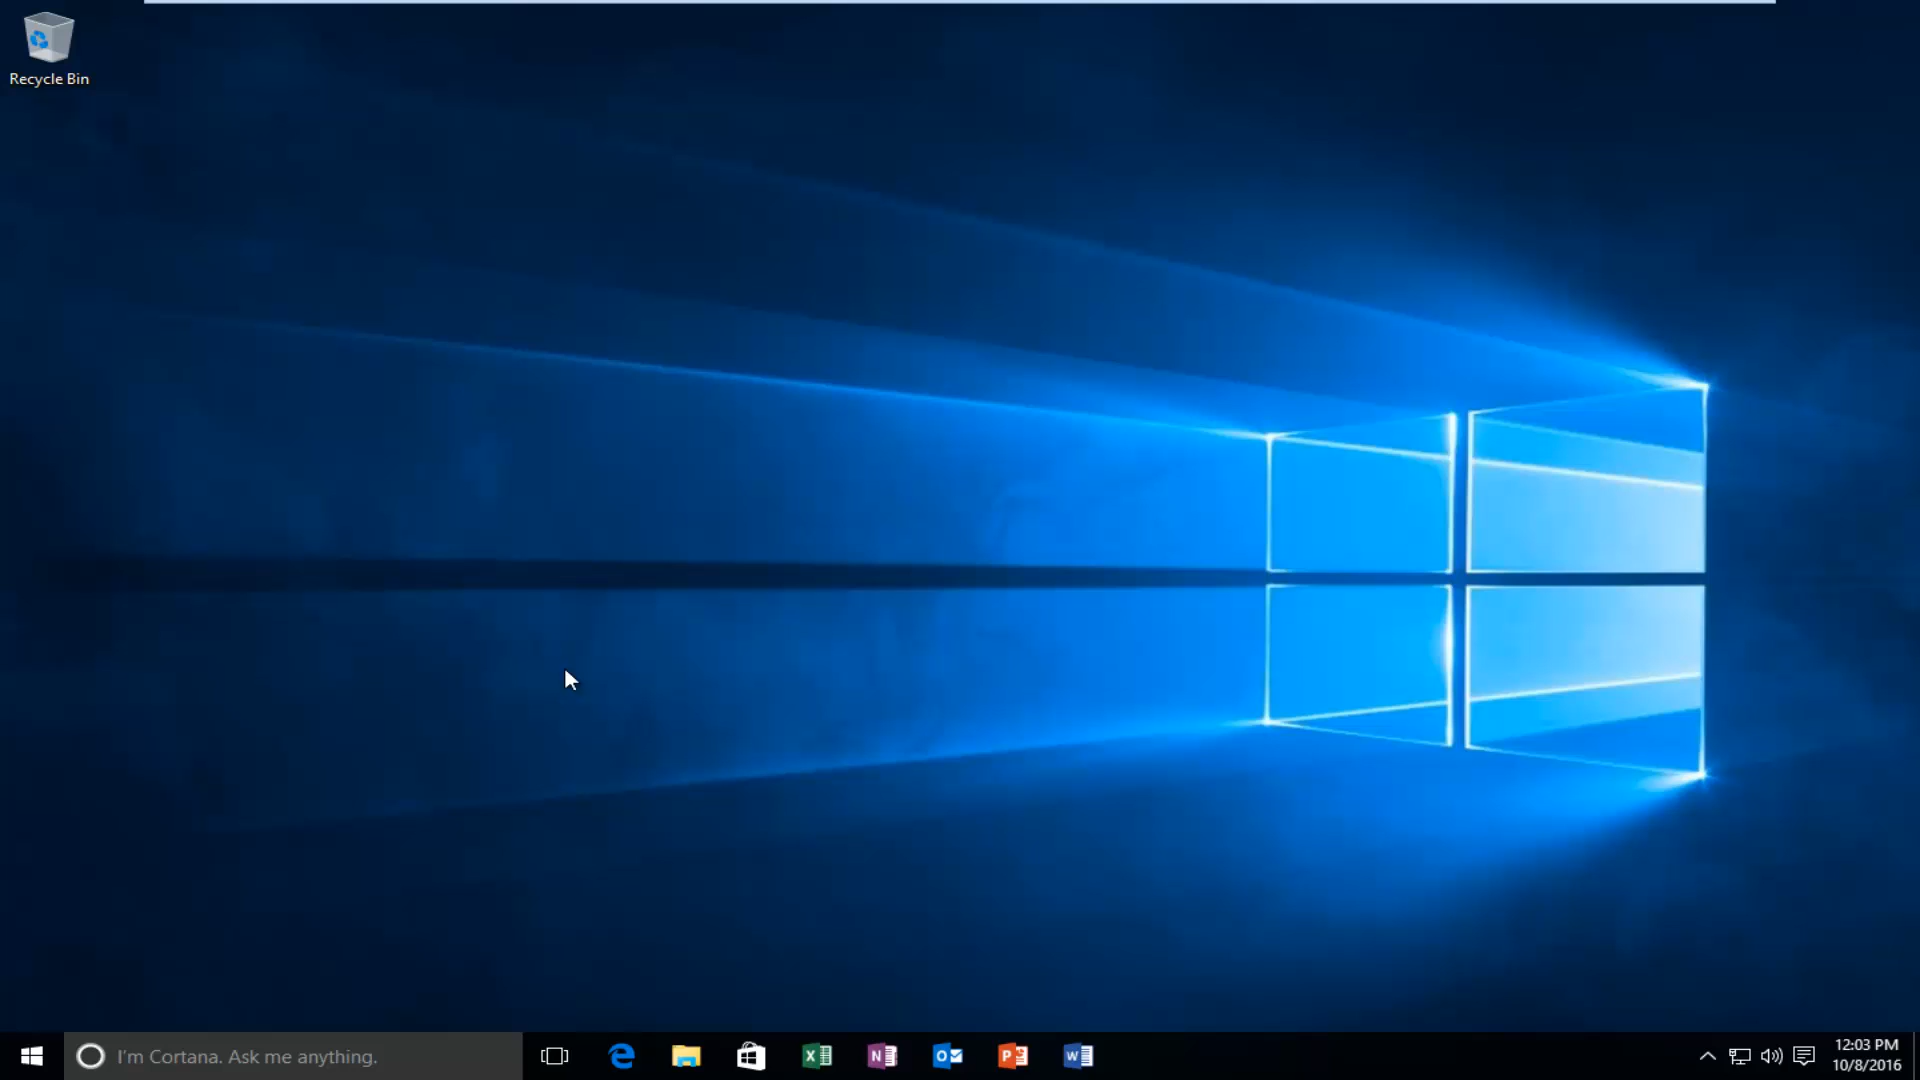 Recycle Bin
I'm Cortana. Ask me anything.
X
N
O
P
W
12:03 PM
10/8/2016